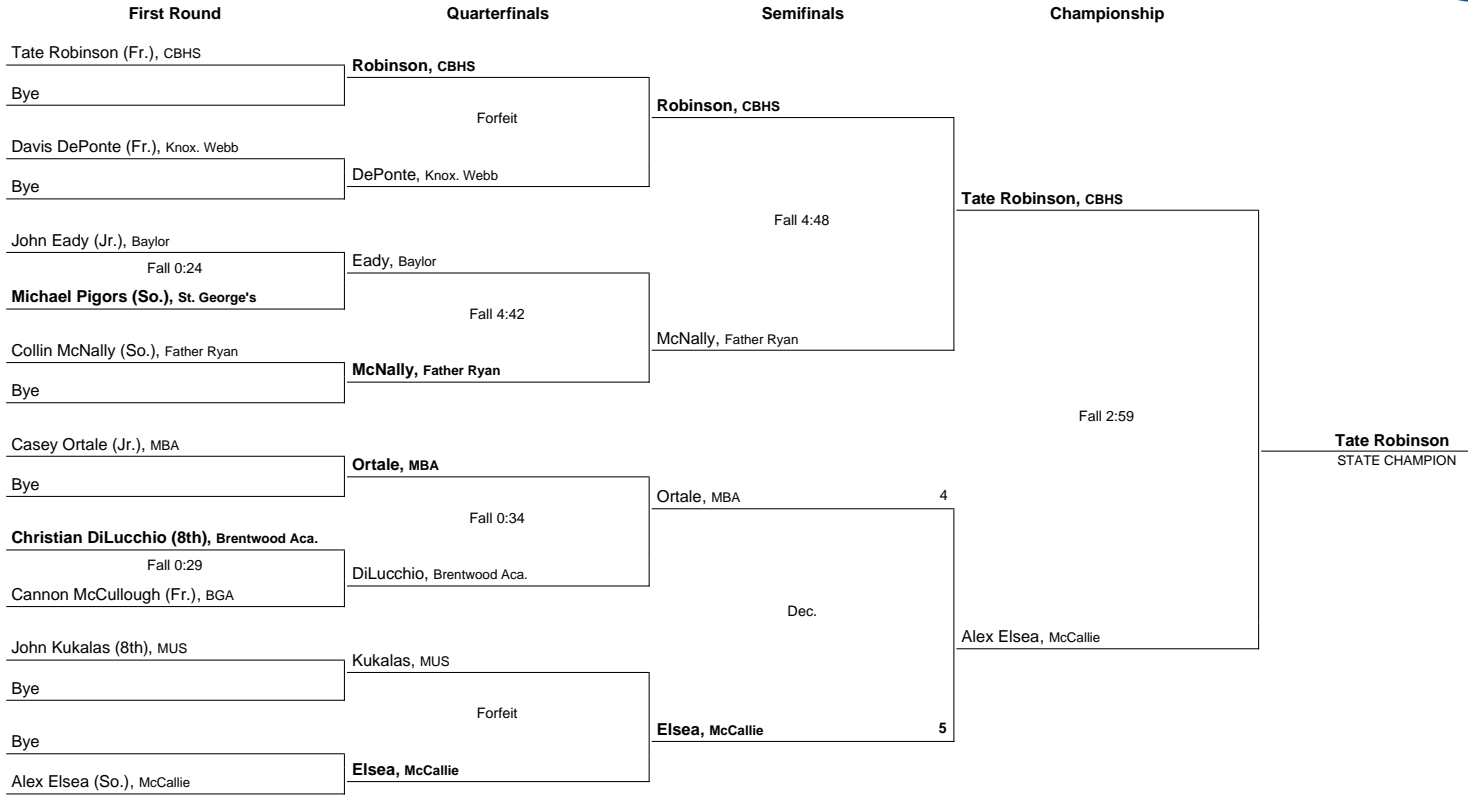 First Round
Quarterfinals
Semifinals
Championship
Tate Robinson (Fr.), CBHS
Bye
Davis DePonte (Fr.), Knox. Webb
Bye
John Eady (Jr.), Baylor
Fall 0:24
Michael Pigors (So.), St. George's
Collin McNally (So.), Father Ryan
Bye
Casey Ortale (Jr.), MBA
Bye
Christian DiLucchio (8th), Brentwood Aca.
Fall 0:29
Cannon McCullough (Fr.), BGA
John Kukalas (8th), MUS
Bye
Bye
Alex Elsea (So.), McCallie
Robinson, CBHS
Forfeit
DePonte, Knox. Webb
Eady, Baylor
Fall 4:42
McNally, Father Ryan
Ortale, MBA
Fall 0:34
DiLucchio, Brentwood Aca.
Kukalas, MUS
Forfeit
Elsea, McCallie
Robinson, CBHS
Fall 4:48
McNally, Father Ryan
Ortale, MBA 4
Dec.
Elsea, McCallie 5
Tate Robinson, CBHS
Fall 2:59
Alex Elsea, McCallie
Tate Robinson
STATE CHAMPION